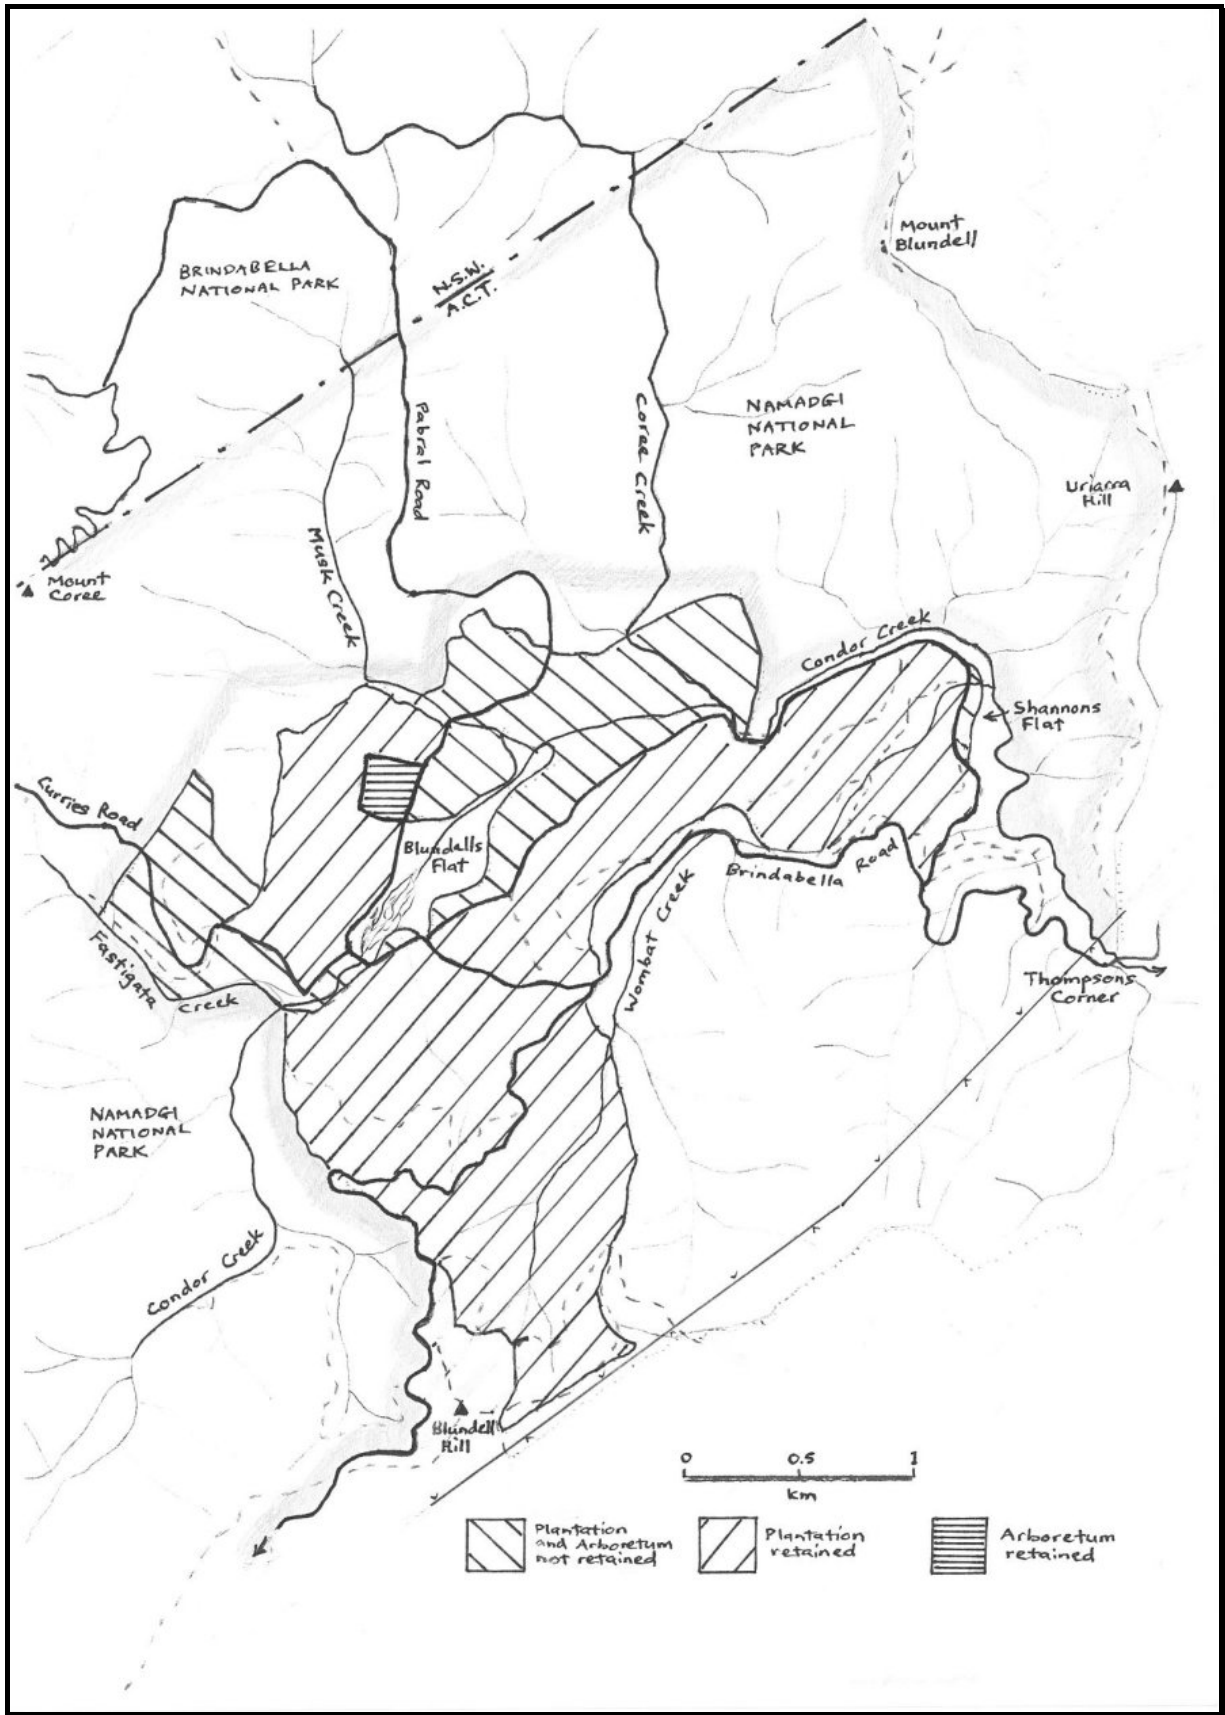 Mount
Blundell
BRINDABELLA
NATIONAL PARK
N.S.W.
A.C.T.
Pabral Road
Coree Creek
NAMADGI
NATIONAL
PARK
Uriarra
Hill
Musk Creek
Mount
Coree
Condor Creek
Shannons
Flat
Curries Road
Blundells
Flat
Brindabella Road
Wombat Creek
Fastigata Creek
Thompsons
Corner
NAMADGI
NATIONAL
PARK
Condor Creek
Blundell
Hill
0 0.5 1
km
Plantation
and Arboretum
not retained
Plantation
retained
Arboretum
retained